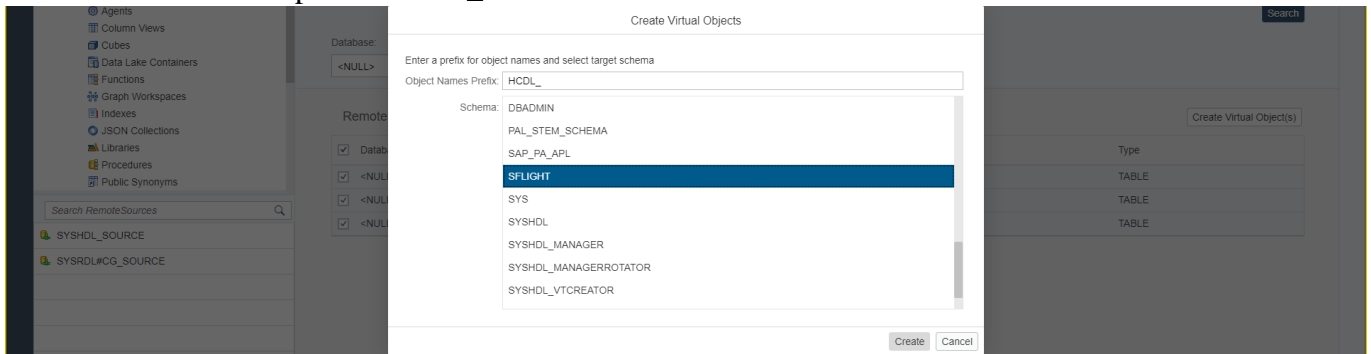 Agents
Column Views
Cubes
Data Lake Containers
Functions
Graph Workspaces
Indexes
JSON Collections
Libraries
Procedures
Public Synonyms
Search RemoteSources
SYSHDL_SOURCE
SYSRDL#CG_SOURCE
Search
Database:
<NULL>
Remote
Create Virtual Object(s)
Datab
Type
<NULL
TABLE
<NULL
TABLE
<NULL
TABLE
Create Virtual Objects
Enter a prefix for object names and select target schema
Object Names Prefix: HCDL_
Schema: DBADMIN
PAL_STEM_SCHEMA
SAP_PA_APL
SFLIGHT
SYS
SYSHDL
SYSHDL_MANAGER
SYSHDL_MANAGERROTATOR
SYSHDL_VTCREATOR
Create Cancel